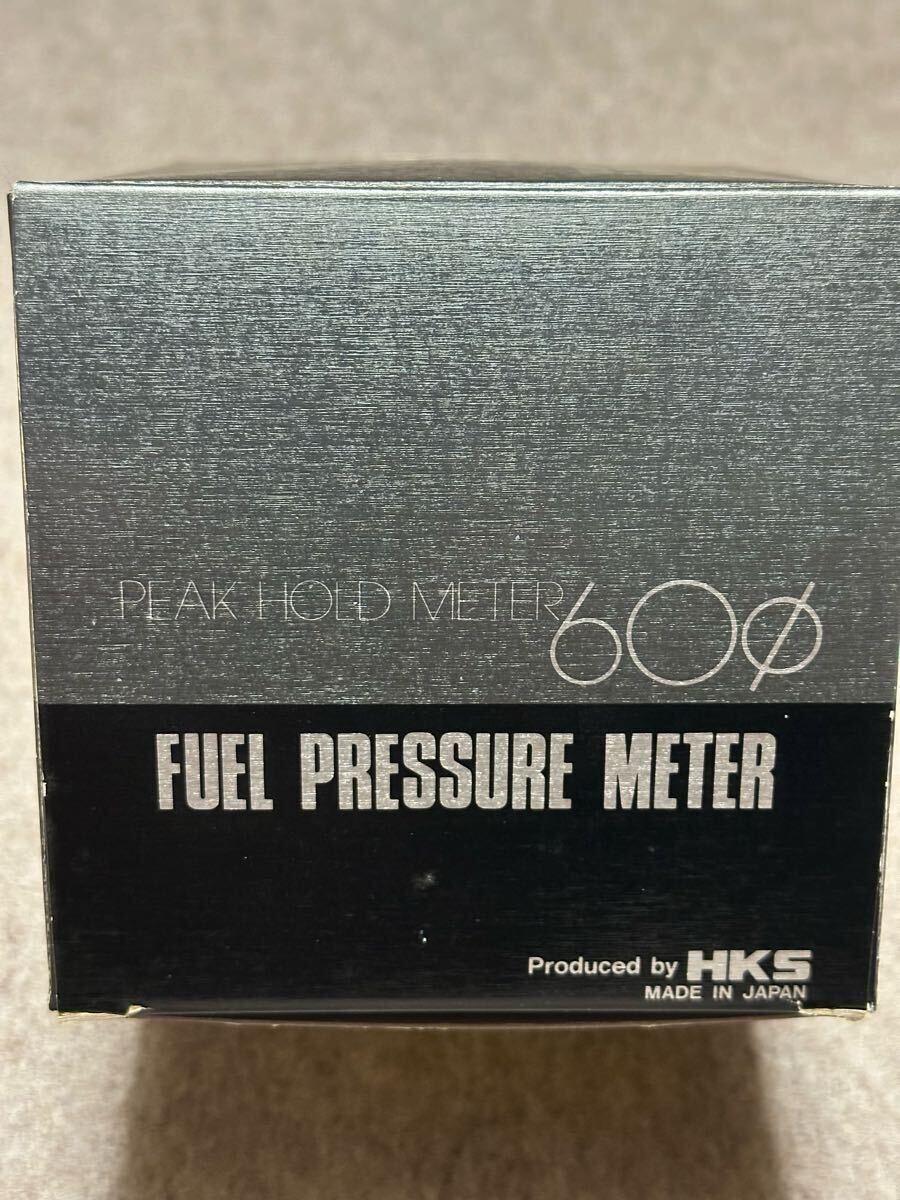 PEAK HOLD METER 60φ
FUEL PRESSURE METER
Produced by HKS
MADE IN JAPAN